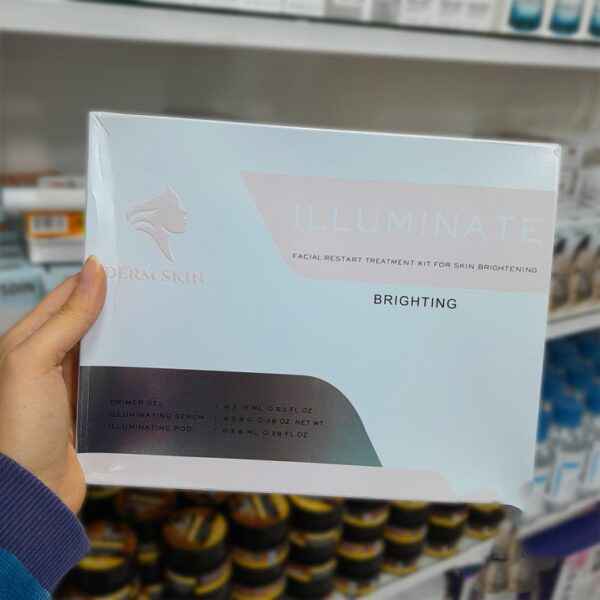 ILLUMINATE
FACIAL RESTART TREATMENT KIT FOR SKIN BRIGHTENING
BRIGHTING
DERM SKIN
PRIMER GEL
ILLUMINATING SERUM
ILLUMINATING POD